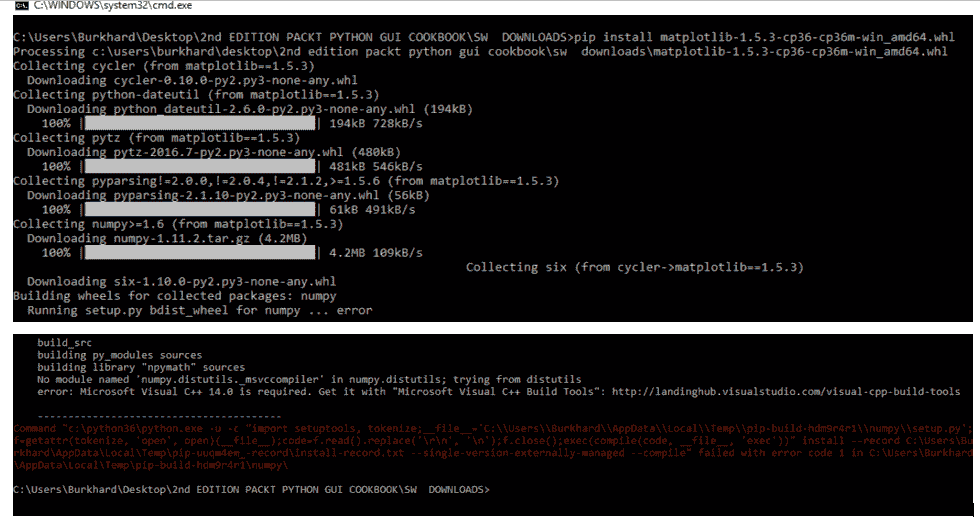 C:\WINDOWS\system32\cmd.exe
C:\Users\Burkhard\Desktop\2nd EDITION PACKT PYTHON GUI COOKBOOK\SW  DOWNLOADS>pip install matplotlib-1.5.3-cp36-cp36m-win_amd64.whl
Processing c:\users\burkhard\desktop\2nd edition packt python gui cookbook\sw  downloads\matplotlib-1.5.3-cp36-cp36m-win_amd64.whl
Collecting cycler (from matplotlib==1.5.3)
  Downloading cycler-0.10.0-py2.py3-none-any.whl
Collecting python-dateutil (from matplotlib==1.5.3)
  Downloading python_dateutil-2.6.0-py2.py3-none-any.whl (194kB)
    100% | | 194kB 728kB/s
Collecting pytz (from matplotlib==1.5.3)
  Downloading pytz-2016.7-py2.py3-none-any.whl (480kB)
    100% | | 481kB 546kB/s
Collecting pyparsing!=2.0.0,!=2.0.4,!=2.1.2,>=1.5.6 (from matplotlib==1.5.3)
  Downloading pyparsing-2.1.10-py2.py3-none-any.whl (56kB)
    100% | | 61kB 491kB/s
Collecting numpy>=1.6 (from matplotlib==1.5.3)
  Downloading numpy-1.11.2.tar.gz (4.2MB)
    100% | | 4.2MB 109kB/s
Collecting six (from cycler->matplotlib==1.5.3)
  Downloading six-1.10.0-py2.py3-none-any.whl
Building wheels for collected packages: numpy
  Running setup.py bdist_wheel for numpy ... error
    build_src
    building py_modules sources
    building library "npymath" sources
    No module named 'numpy.distutils._msvccompiler' in numpy.distutils; trying from distutils
    error: Microsoft Visual C++ 14.0 is required. Get it with "Microsoft Visual C++ Build Tools": http://landinghub.visualstudio.com/visual-cpp-build-tools
    ----------------------------------------
Command "c:\python36\python.exe -u -c "import setuptools, tokenize;__file__='C:\\Users\\Burkhard\\AppData\\Local\\Temp\\pip-build-hdm9r4r1\\numpy\\setup.py';
f=getattr(tokenize, 'open', open)(__file__);code=f.read().replace('\r\n', '\n');f.close();exec(compile(code, __file__, 'exec'))" install --record C:\Users\Bu
rkhard\AppData\Local\Temp\pip-uuqm4em_-record\install-record.txt --single-version-externally-managed --compile" failed with error code 1 in C:\Users\Burkhard
\AppData\Local\Temp\pip-build-hdm9r4r1\numpy\
C:\Users\Burkhard\Desktop\2nd EDITION PACKT PYTHON GUI COOKBOOK\SW  DOWNLOADS>